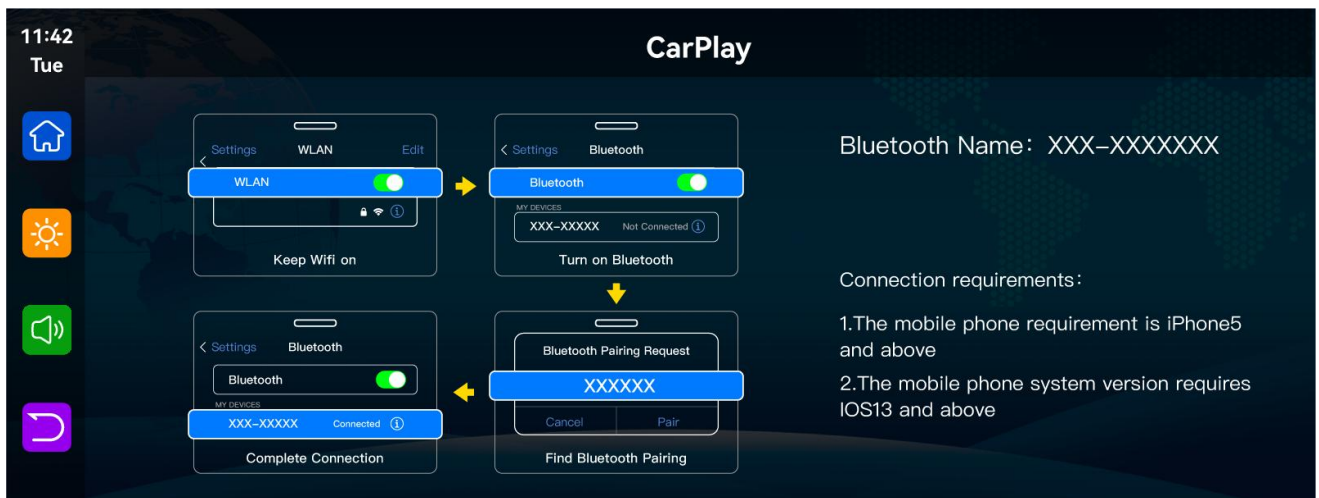 11:42
Tue
CarPlay
Settings WLAN Edit
WLAN
Keep Wifi on
Settings Bluetooth
Bluetooth
MY DEVICES
XXX-XXXXX Not Connected
Turn on Bluetooth
Bluetooth Pairing Request
XXXXXX
Cancel Pair
Find Bluetooth Pairing
Settings Bluetooth
Bluetooth
MY DEVICES
XXX-XXXXX Connected
Complete Connection
Bluetooth Name: XXX-XXXXXXX
Connection requirements:
1.The mobile phone requirement is iPhone5
and above
2.The mobile phone system version requires
IOS13 and above